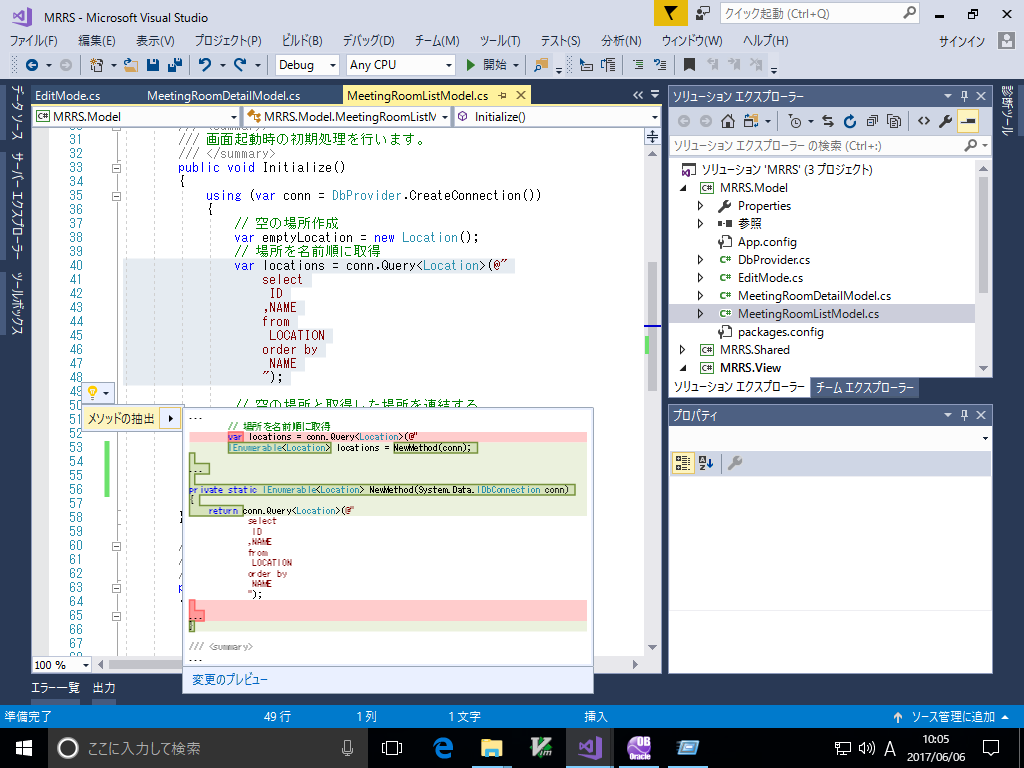 MRRS - Microsoft Visual Studio
クイック起動 (Ctrl+Q)
ファイル(F) 編集(E) 表示(V) プロジェクト(P) ビルド(B) デバッグ(D) チーム(M) ツール(T) テスト(S) 分析(N) ウィンドウ(W) ヘルプ(H) サインイン
Debug Any CPU 開始
データソース
サーバー エクスプローラー
ツールボックス
診断ツール
EditMode.cs MeetingRoomDetailModel.cs MeetingRoomListModel.cs
MRRS.Model MRRS.Model.MeetingRoomListM Initialize()
31 /// 画面起動時の初期処理を行います。
32 /// </summary>
33 public void Initialize()
34 {
35 using (var conn = DbProvider.CreateConnection())
36 {
37 // 空の場所作成
38 var emptyLocation = new Location();
39 // 場所を名前順に取得
40 var locations = conn.Query<Location>(@"
41 select
42 ID
43 ,NAME
44 from
45 LOCATION
46 order by
47 NAME
48 ");
49
50 // 空の場所と取得した場所を連結する
51
52
53
54
55
56
57
58 }
59
60 /
61 /
62 /
63 p
64
65
66
67
メソッドの抽出
...
// 場所を名前順に取得
var locations = conn.Query<Location>(@"
IEnumerable<Location> locations = NewMethod(conn);
...
private static IEnumerable<Location> NewMethod(System.Data.IDbConnection conn)
{
return conn.Query<Location>(@"
select
ID
,NAME
from
LOCATION
order by
NAME
");
...
}
/// <summary>
...
変更のプレビュー
100 %
エラー一覧 出力
ソリューション エクスプローラー
ソリューション エクスプローラー の検索 (Ctrl+:)
ソリューション 'MRRS' (3 プロジェクト)
MRRS.Model
Properties
参照
App.config
DbProvider.cs
EditMode.cs
MeetingRoomDetailModel.cs
MeetingRoomListModel.cs
packages.config
MRRS.Shared
MRRS.View
ソリューション エクスプローラー チーム エクスプローラー
プロパティ
準備完了 49 行 1 列 1 文字 挿入 ソース管理に追加
ここに入力して検索
DB
Oracle
A
10:05
2017/06/06